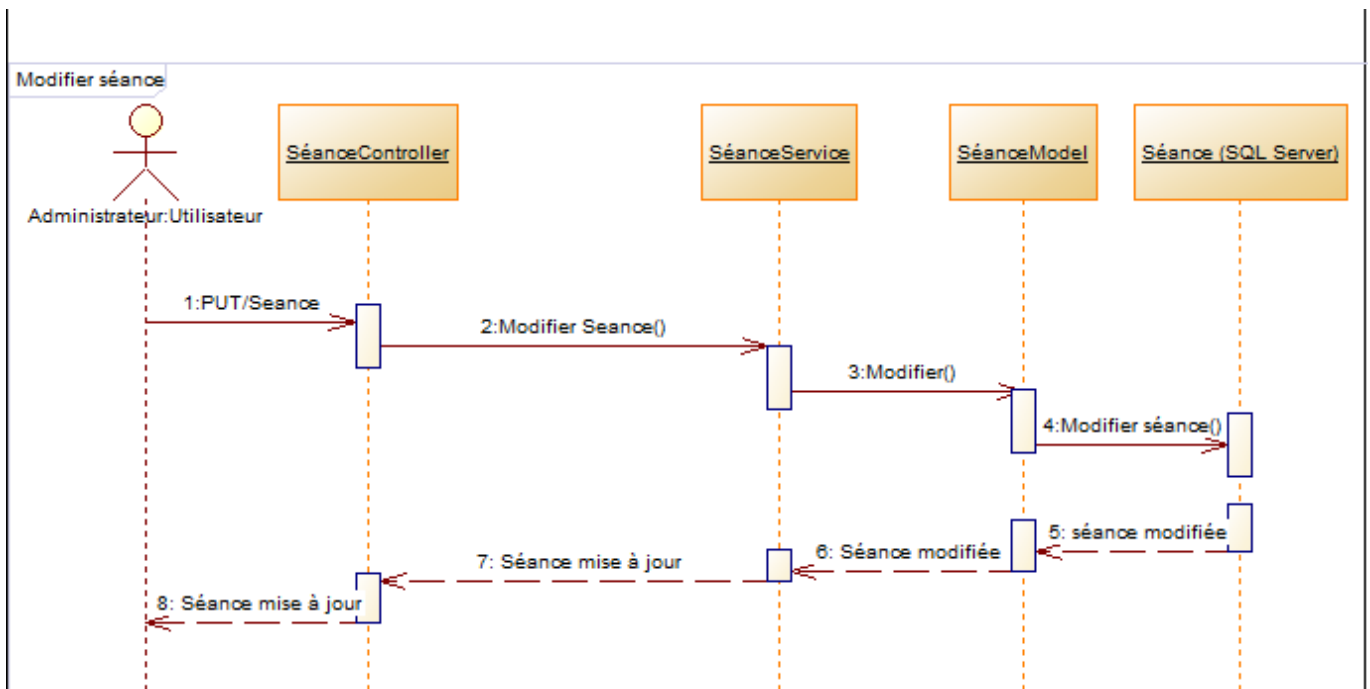 Modifier séance
SéanceController
SéanceService
SéanceModel
Séance (SQL Server)
Administrateur:Utilisateur
1:PUT/Seance
2:Modifier Seance()
3:Modifier()
4:Modifier séance()
5: séance modifiée
6: Séance modifiée
7: Séance mise à jour
8: Séance mise à jour